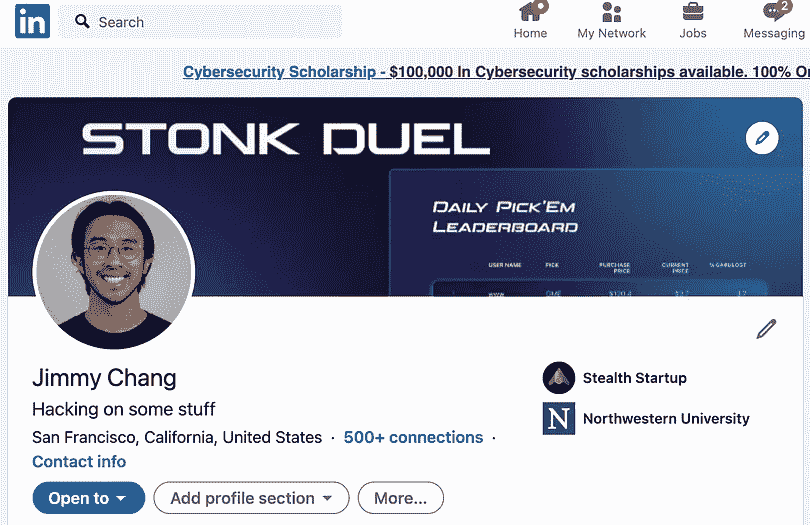 in Search
Home My Network Jobs Messaging
2
Cybersecurity Scholarship - $100,000 In Cybersecurity scholarships available. 100%
STONK DUEL
DAILY PICK'EM
LEADERBOARD
USER NAME PICK PURCHASE PRICE CURRENT PRICE
GME
Jimmy Chang
Hacking on some stuff
San Francisco, California, United States · 500+ connections ·
Contact info
Open to Add profile section More...
Stealth Startup
N Northwestern University